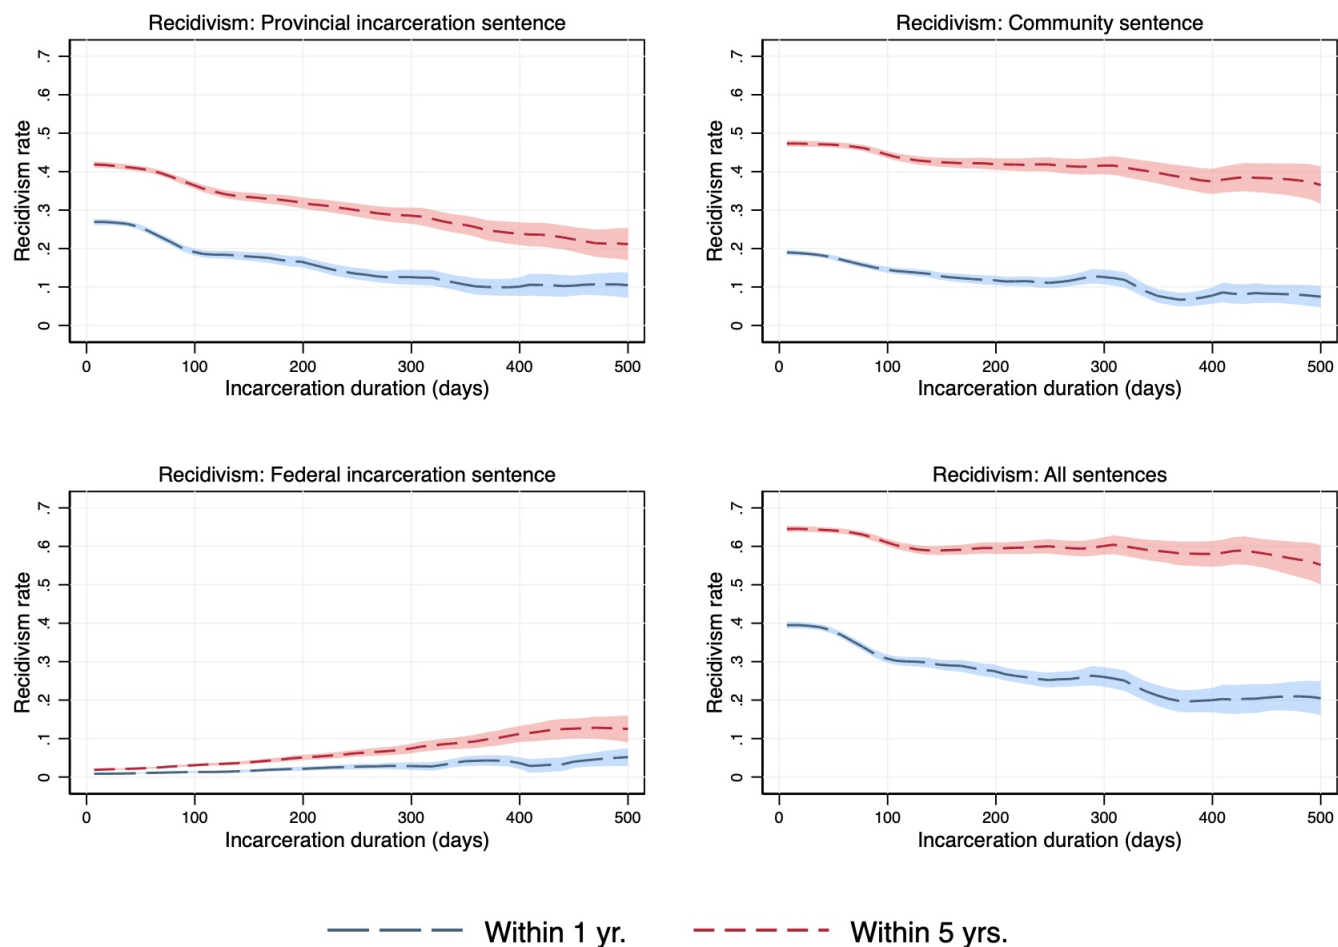 Recidivism: Provincial incarceration sentence
Recidivism rate
.7
.6
.5
.4
.3
.2
.1
0
0 100 200 300 400 500
Incarceration duration (days)
Recidivism: Community sentence
Recidivism rate
.7
.6
.5
.4
.3
.2
.1
0
0 100 200 300 400 500
Incarceration duration (days)
Recidivism: Federal incarceration sentence
Recidivism rate
.7
.6
.5
.4
.3
.2
.1
0
0 100 200 300 400 500
Incarceration duration (days)
Recidivism: All sentences
Recidivism rate
.7
.6
.5
.4
.3
.2
.1
0
0 100 200 300 400 500
Incarceration duration (days)
Within 1 yr. Within 5 yrs.